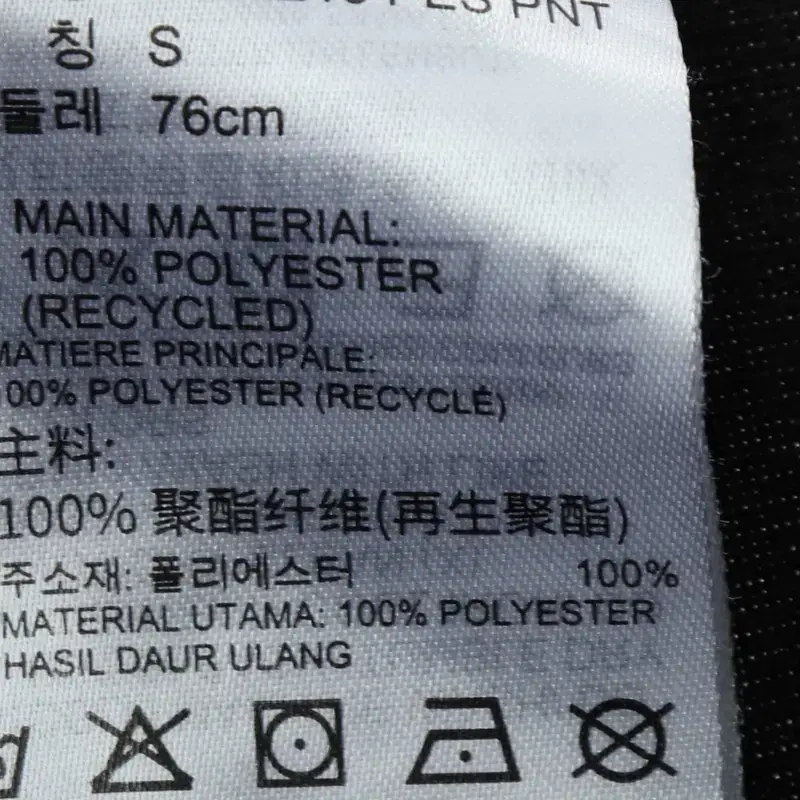 PNT
칭 S
둘레 76cm
MAIN MATERIAL:
100% POLYESTER
(RECYCLED)
MATIERE PRINCIPALE:
100% POLYESTER (RECYCLÉ)
主料:
100% 聚酯纤维(再生聚酯)
주소재: 폴리에스터 100%
MATERIAL UTAMA: 100% POLYESTER
HASIL DAUR ULANG